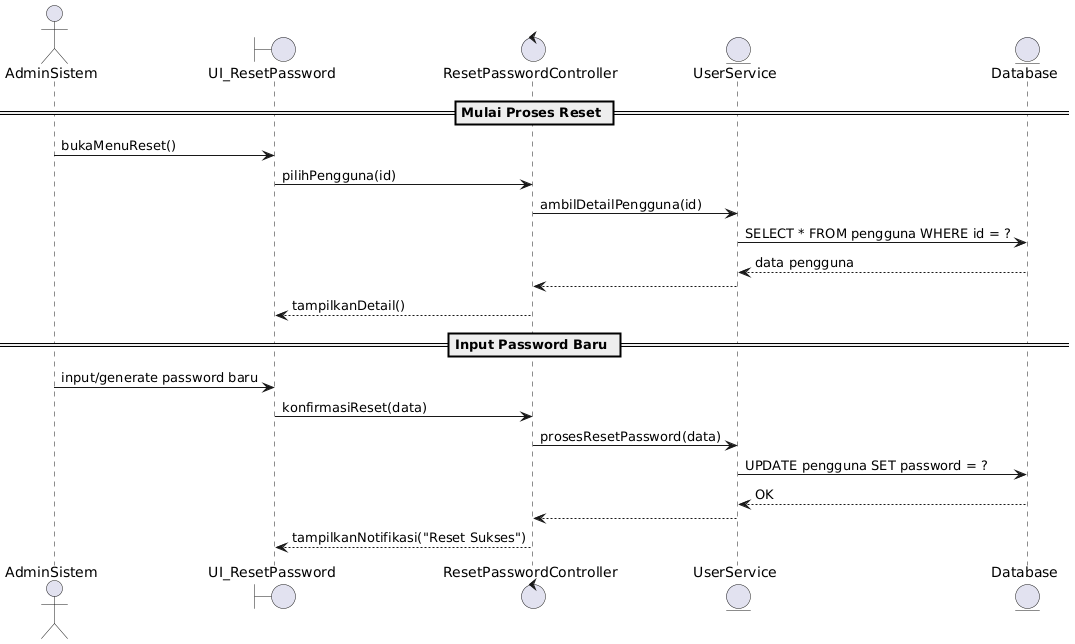 AdminSistem
UI_ResetPassword
ResetPasswordController
UserService
Database
Mulai Proses Reset
bukaMenuReset()
pilihPengguna(id)
ambilDetailPengguna(id)
SELECT * FROM pengguna WHERE id = ?
data pengguna
tampilkanDetail()
Input Password Baru
input/generate password baru
konfirmasiReset(data)
prosesResetPassword(data)
UPDATE pengguna SET password = ?
OK
tampilkanNotifikasi("Reset Sukses")
AdminSistem
UI_ResetPassword
ResetPasswordController
UserService
Database